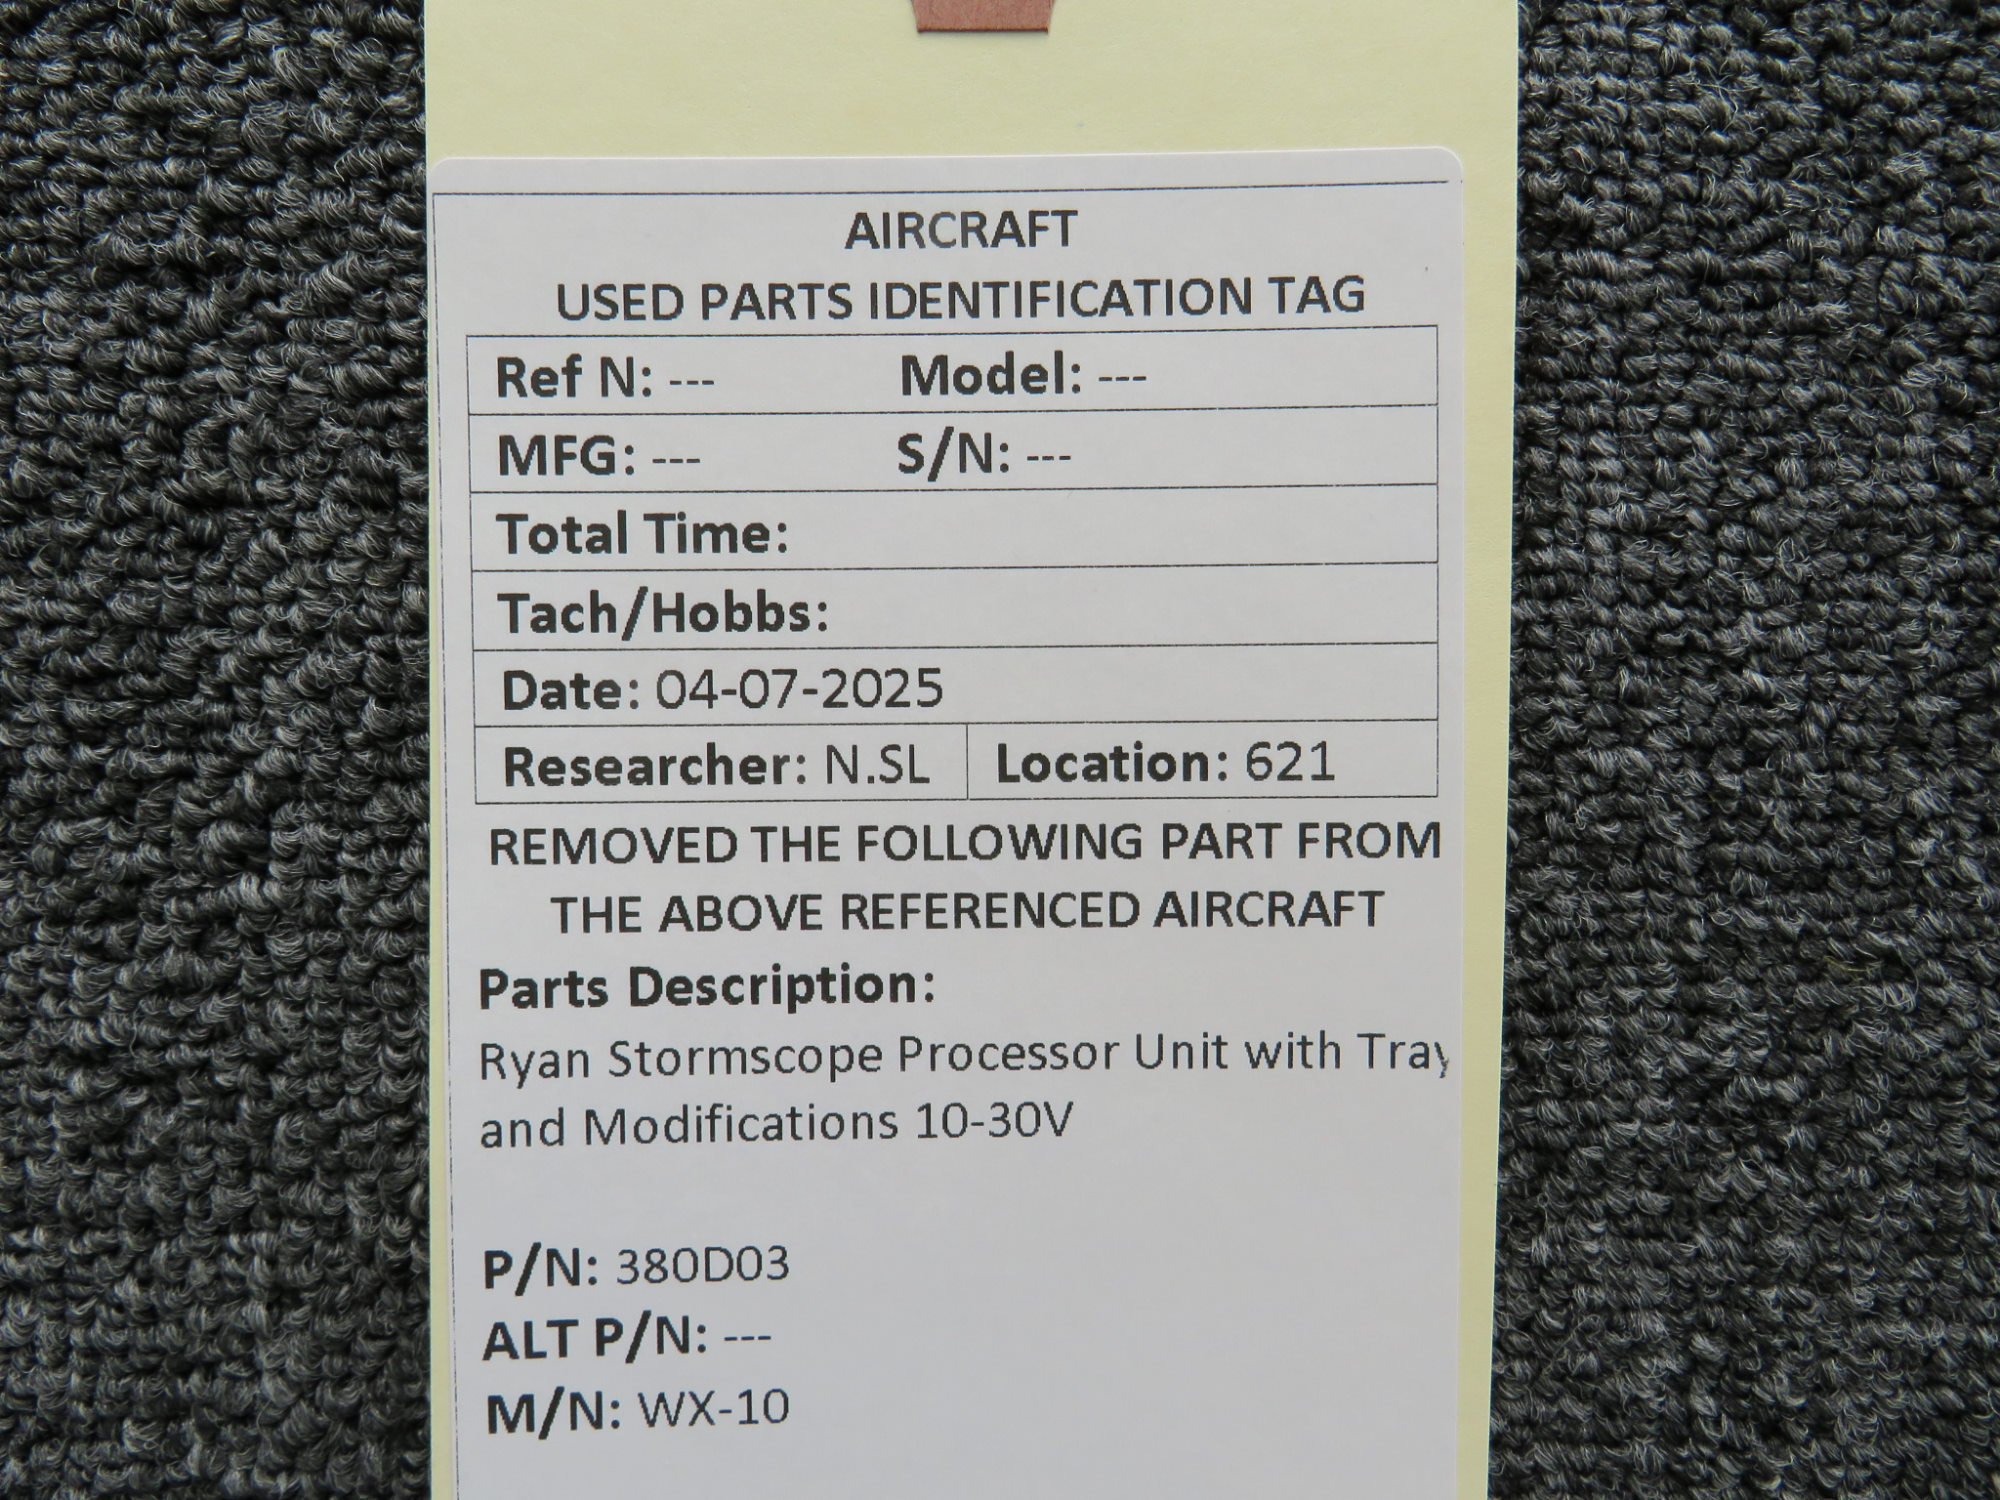 AIRCRAFT
USED PARTS IDENTIFICATION TAG
Ref N: --- Model: ---
MFG: --- S/N: ---
Total Time:
Tach/Hobbs:
Date: 04-07-2025
Researcher: N.SL Location: 621
REMOVED THE FOLLOWING PART FROM
THE ABOVE REFERENCED AIRCRAFT
Parts Description:
Ryan Stormscope Processor Unit with Tray
and Modifications 10-30V
P/N: 380D03
ALT P/N: ---
M/N: WX-10